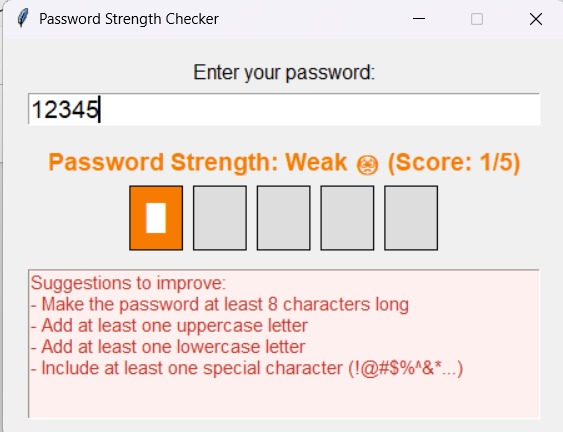 Password Strength Checker
Enter your password:
12345
Password Strength: Weak 😢 (Score: 1/5)
Suggestions to improve:
- Make the password at least 8 characters long
- Add at least one uppercase letter
- Add at least one lowercase letter
- Include at least one special character (!@#$%^&*...)